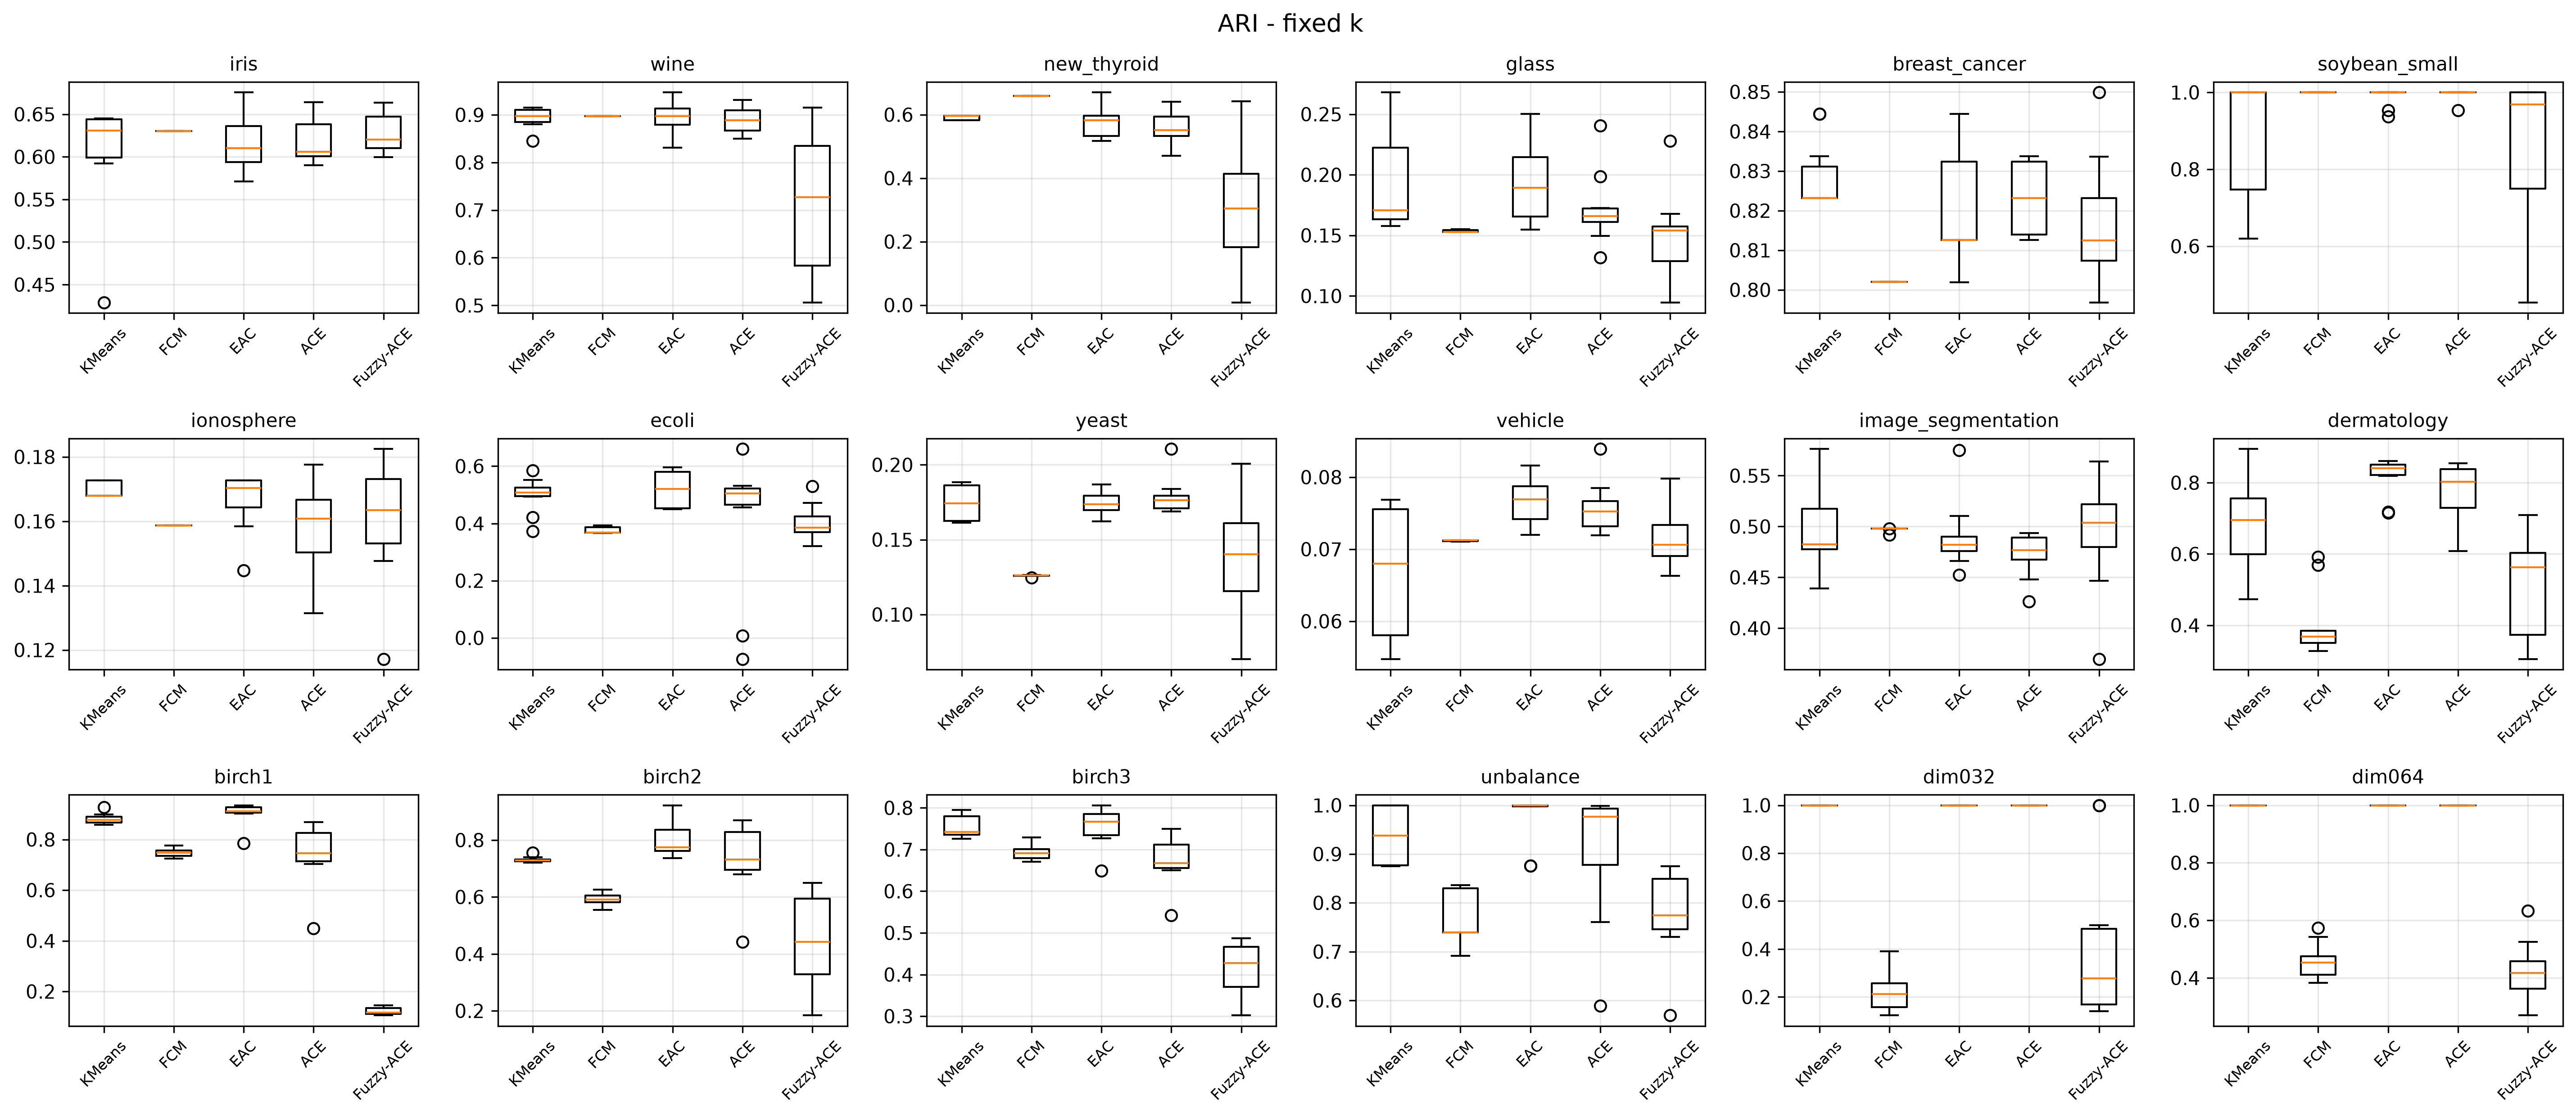 ARI - fixed k
iris
0.65
0.60
0.55
0.50
0.45
KMeans
FCM
EAC
ACE
Fuzzy-ACE
wine
0.9
0.8
0.7
0.6
0.5
KMeans
FCM
EAC
ACE
Fuzzy-ACE
new_thyroid
0.6
0.4
0.2
0.0
KMeans
FCM
EAC
ACE
Fuzzy-ACE
glass
0.25
0.20
0.15
0.10
KMeans
FCM
EAC
ACE
Fuzzy-ACE
breast_cancer
0.85
0.84
0.83
0.82
0.81
0.80
KMeans
FCM
EAC
ACE
Fuzzy-ACE
soybean_small
1.0
0.8
0.6
KMeans
FCM
EAC
ACE
Fuzzy-ACE
ionosphere
0.18
0.16
0.14
0.12
KMeans
FCM
EAC
ACE
Fuzzy-ACE
ecoli
0.6
0.4
0.2
0.0
KMeans
FCM
EAC
ACE
Fuzzy-ACE
yeast
0.20
0.15
0.10
KMeans
FCM
EAC
ACE
Fuzzy-ACE
vehicle
0.08
0.07
0.06
KMeans
FCM
EAC
ACE
Fuzzy-ACE
image_segmentation
0.55
0.50
0.45
0.40
KMeans
FCM
EAC
ACE
Fuzzy-ACE
dermatology
0.8
0.6
0.4
KMeans
FCM
EAC
ACE
Fuzzy-ACE
birch1
0.8
0.6
0.4
0.2
KMeans
FCM
EAC
ACE
Fuzzy-ACE
birch2
0.8
0.6
0.4
0.2
KMeans
FCM
EAC
ACE
Fuzzy-ACE
birch3
0.8
0.7
0.6
0.5
0.4
0.3
KMeans
FCM
EAC
ACE
Fuzzy-ACE
unbalance
1.0
0.9
0.8
0.7
0.6
KMeans
FCM
EAC
ACE
Fuzzy-ACE
dim032
1.0
0.8
0.6
0.4
0.2
KMeans
FCM
EAC
ACE
Fuzzy-ACE
dim064
1.0
0.8
0.6
0.4
KMeans
FCM
EAC
ACE
Fuzzy-ACE